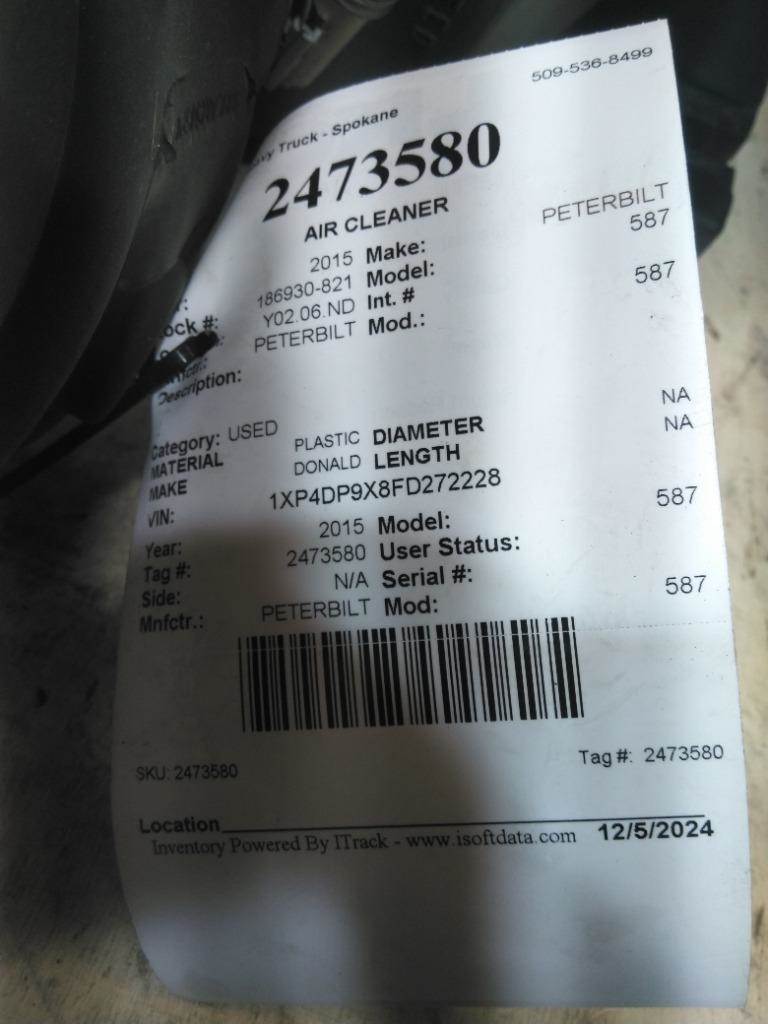 509-536-8499
Truck - Spokane
2473580
AIR CLEANER
2015 Make: PETERBILT
ock #: 186930-821 Model: 587
Y02.06.ND Int. # 587
PETERBILT Mod.:
Description:
Category: USED
MATERIAL PLASTIC DIAMETER NA
MAKE DONALD LENGTH NA
VIN: 1XP4DP9X8FD272228
Year: 2015 Model: 587
Tag #: 2473580 User Status:
Side: N/A Serial #:
Mnfctr.: PETERBILT Mod: 587
SKU: 2473580 Tag #: 2473580
Location
Inventory Powered By ITrack - www.isoftdata.com 12/5/2024